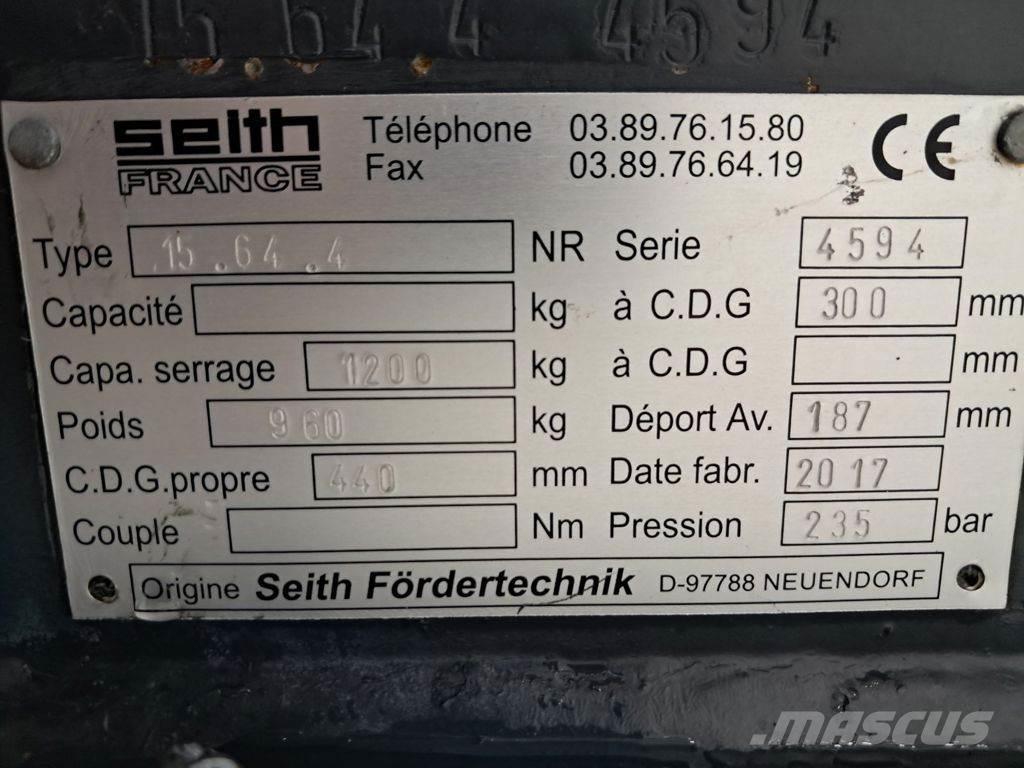 15 64 4 4594
seith FRANCE
Téléphone 03.89.76.15.80
Fax 03.89.76.64.19
CE
Type .15.64.4 NR Serie 4594
Capacité kg à C.D.G 300 mm
Capa. serrage 1200 kg à C.D.G mm
Poids 960 kg Déport Av. 187 mm
C.D.G.propre 440 mm Date fabr. 2017
Couple Nm Pression 235 bar
Origine Seith Fördertechnik D-97788 NEUENDORF
MASCUS